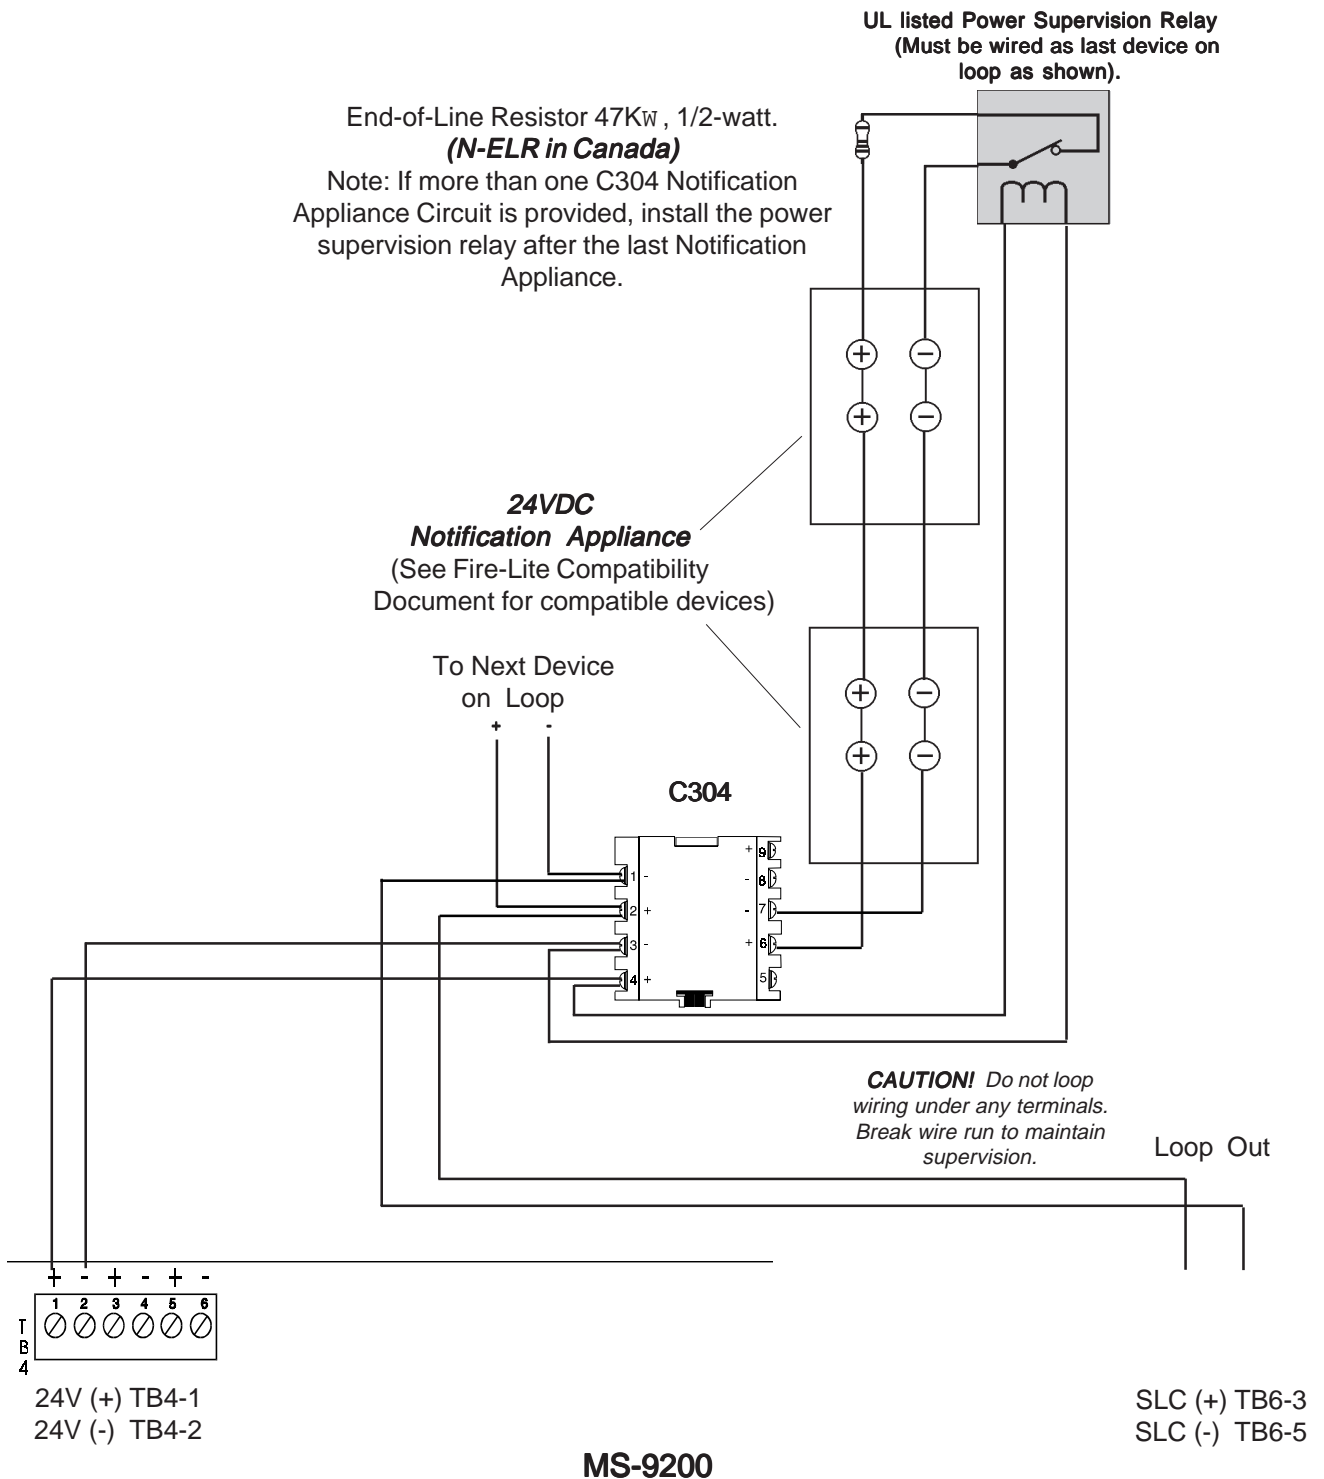 UL listed Power Supervision Relay
(Must be wired as last device on
loop as shown).
End-of-Line Resistor 47KW , 1/2-watt.
(N-ELR in Canada)
Note: If more than one C304 Notification
Appliance Circuit is provided, install the power
supervision relay after the last Notification
Appliance.
+ -
+ -
24VDC
Notification Appliance
(See Fire-Lite Compatibility
Document for compatible devices)
To Next Device
on Loop
+ -
+ -
+ -
C304
+ 9
1 - - 8
2 + - 7
3 - + 6
4 + 5
CAUTION! Do not loop
wiring under any terminals.
Break wire run to maintain
supervision.
Loop Out
+ - + - + -
1 2 3 4 5 6
TB4
24V (+) TB4-1
24V (-) TB4-2
SLC (+) TB6-3
SLC (-) TB6-5
MS-9200